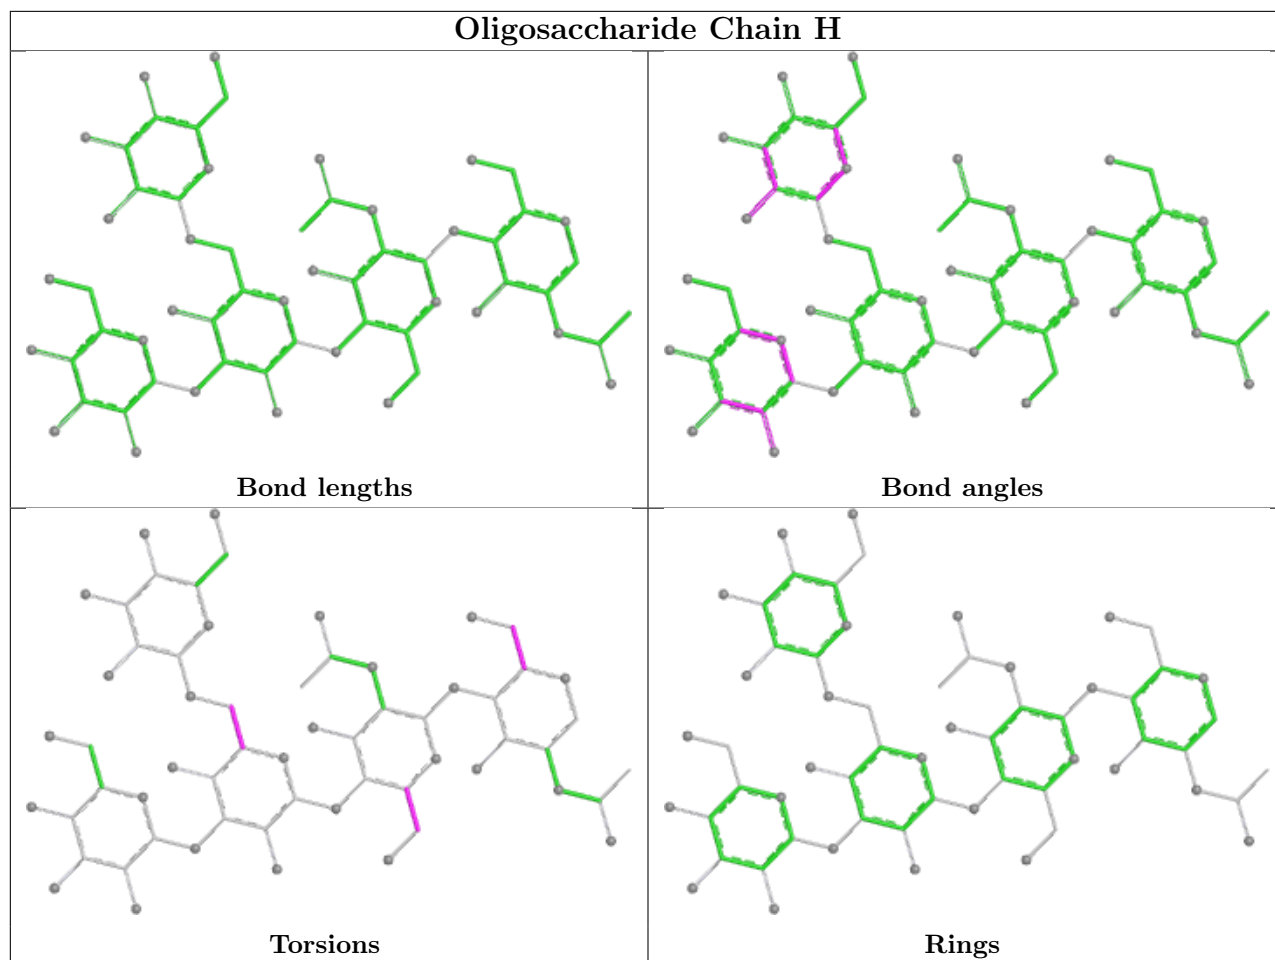 Oligosaccharide Chain H
Bond lengths
Bond angles
Torsions
Rings